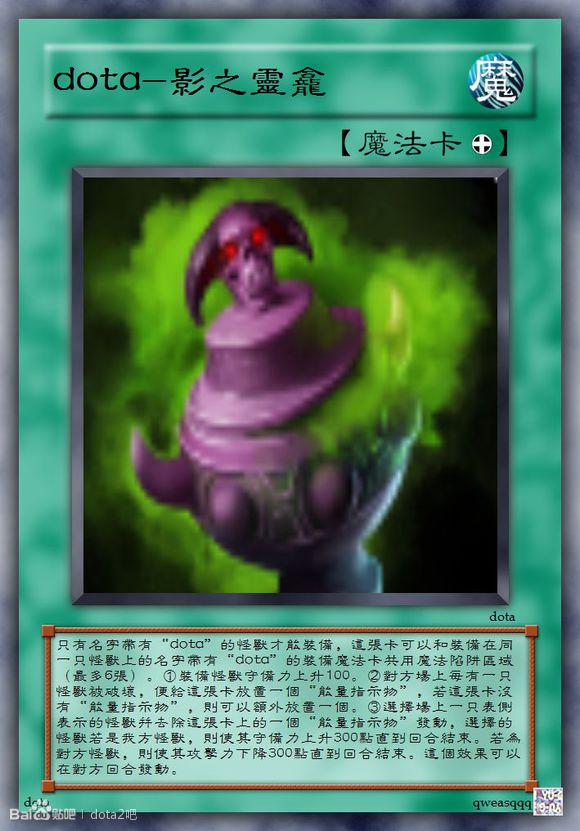 dota-影之靈龕
魔
【魔法卡】
dota
只有名字帶有“dota”的怪獸才能裝備，這張卡可以和裝備在同
一只怪獸上的名字帶有“dota”的裝備魔法卡共用魔法陷阱區域
（最多6張）。①裝備怪獸守備力上升100。②對方場上每有一只
怪獸被破壞，便給這張卡放置一個“能量指示物”，若這張卡沒
有“能量指示物”，則可以額外放置一個。③選擇場上一只表側
表示的怪獸并去除這張卡上的一個“能量指示物”發動，選擇的
怪獸若是我方怪獸，則使其守備力上升300點直到回合結束。若為
對方怪獸，則使其攻擊力下降300點直到回合結束。這個效果可以
在對方回合發動。
qweasqqq
Bai贴吧 | dota2吧